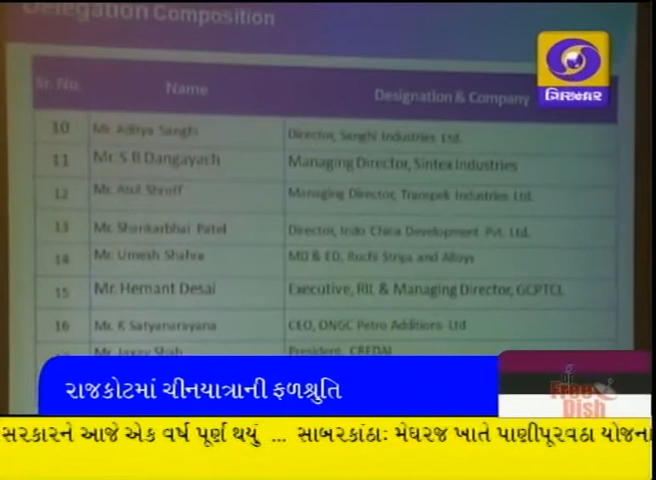 Delegation Composition
Sr. No. Name Designation & Company
10 Mr. Aditya Sanghi Director, Sanghi Industries Ltd.
11 Mr. S B Dangayach Managing Director, Sintex Industries
12 Mr. Atul Shroff Managing Director, Transpek Industries Ltd.
13 Mr. Shankarbhai Patel Director, Indo China Development Pvt. Ltd.
14 Mr. Umesh Shahra MD & ED, Ruchi Strips and Alloys
15 Mr. Hemant Desai Executive, RIL & Managing Director, GCPTCL
16 Mr. K Satyanarayana CEO, ONGC Petro Additions Ltd
Shah President, CREDAI
ગિરનાર
રાજકોટમાં ચીનયાત્રાની ફળશ્રુતિ
Free
Dish
સરકારને આજે એક વર્ષ પૂર્ણ થયું ... સાબરકાંઠાઃ મેઘરજ ખાતે પાણીપૂરવઠા યોજના